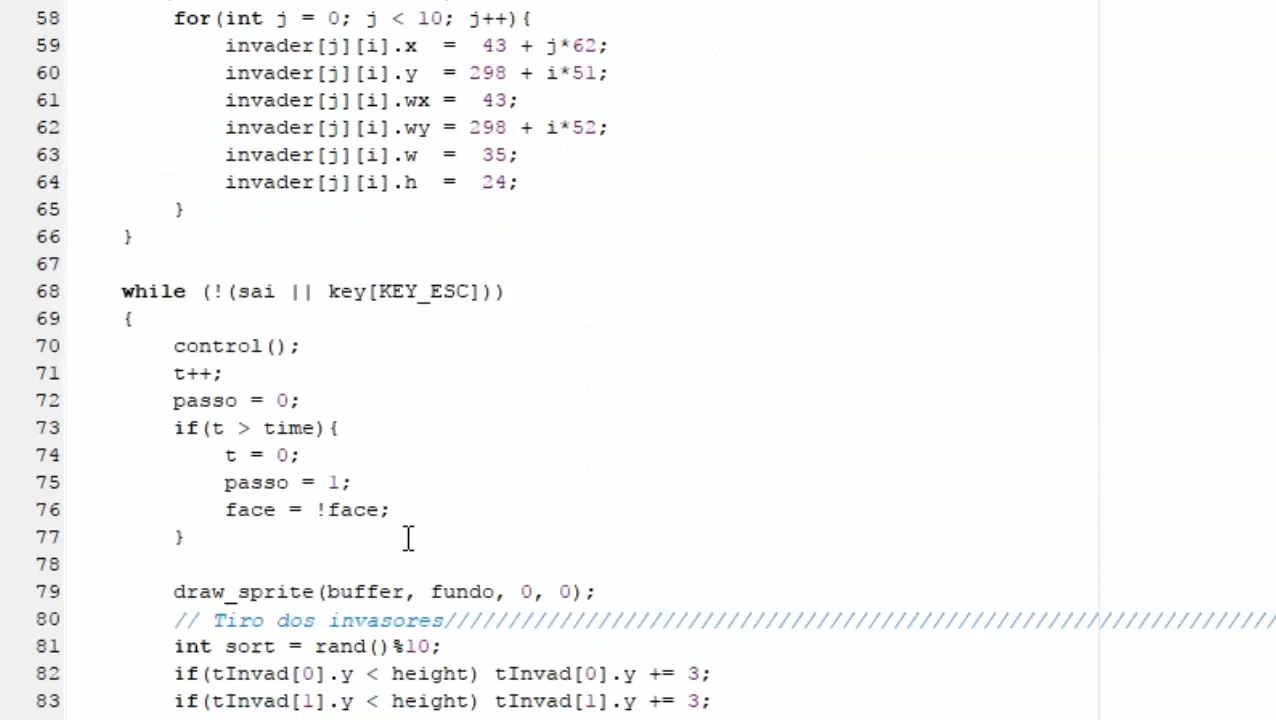 58 for(int j = 0; j < 10; j++){
59 invader[j][i].x  =  43 + j*62;
60 invader[j][i].y  = 298 + i*51;
61 invader[j][i].wx =  43;
62 invader[j][i].wy = 298 + i*52;
63 invader[j][i].w  =  35;
64 invader[j][i].h  =  24;
65 }
66 }
67
68 while (!(sai || key[KEY_ESC]))
69 {
70 control();
71 t++;
72 passo = 0;
73 if(t > time){
74 t = 0;
75 passo = 1;
76 face = !face;
77 }
78
79 draw_sprite(buffer, fundo, 0, 0);
80 // Tiro dos invasores/////////////////////////////////////////////////////////////////
81 int sort = rand()%10;
82 if(tInvad[0].y < height) tInvad[0].y += 3;
83 if(tInvad[1].y < height) tInvad[1].y += 3;